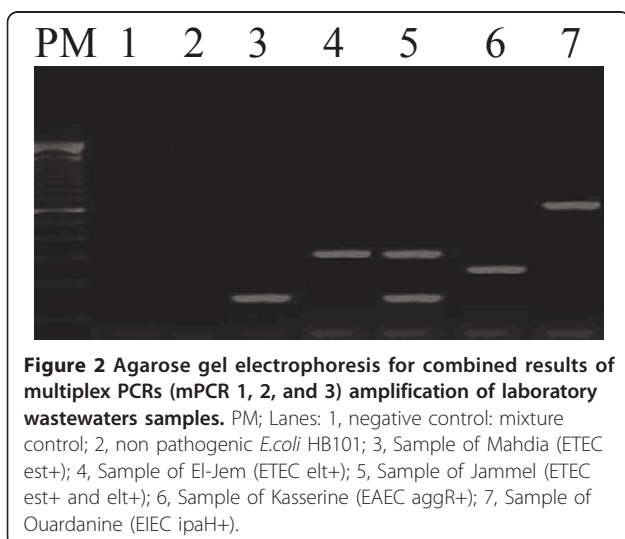 PM 1 2 3 4 5 6 7
Figure 2 Agarose gel electrophoresis for combined results of
multiplex PCRs (mPCR 1, 2, and 3) amplification of laboratory
wastewaters samples. PM; Lanes: 1, negative control: mixture
control; 2, non pathogenic E.coli HB101; 3, Sample of Mahdia (ETEC
est+); 4, Sample of El-Jem (ETEC elt+); 5, Sample of Jammel (ETEC
est+ and elt+); 6, Sample of Kasserine (EAEC aggR+); 7, Sample of
Ouardanine (EIEC ipaH+).